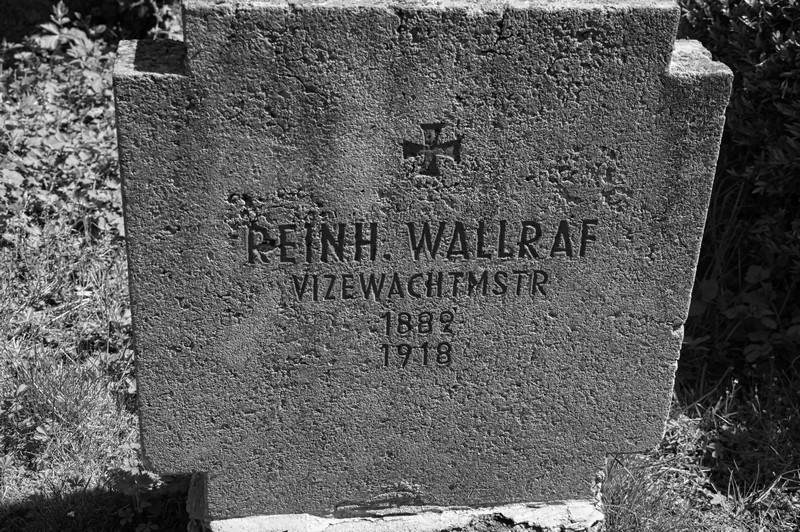 REINH. WALLRAF
VIZEWACHTMSTR
1882
1918